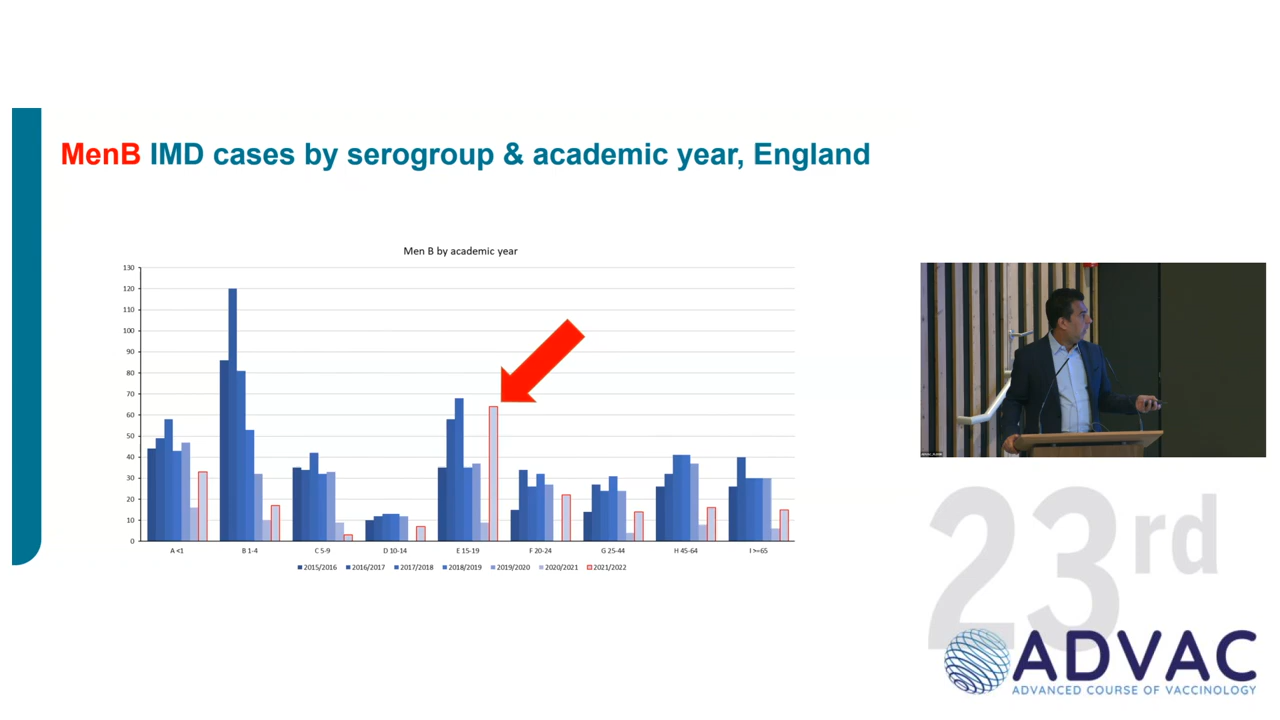 MenB IMD cases by serogroup & academic year, England
Men B by academic year
130
120
110
100
90
80
70
60
50
40
30
20
10
0
A <1 B 1-4 C 5-9 D 10-14 E 15-19 F 20-24 G 25-44 H 45-64 I >=65
2015/2016 2016/2017 2017/2018 2018/2019 2019/2020 2020/2021 2021/2022
23rd
ADVAC
ADVANCED COURSE OF VACCINOLOGY